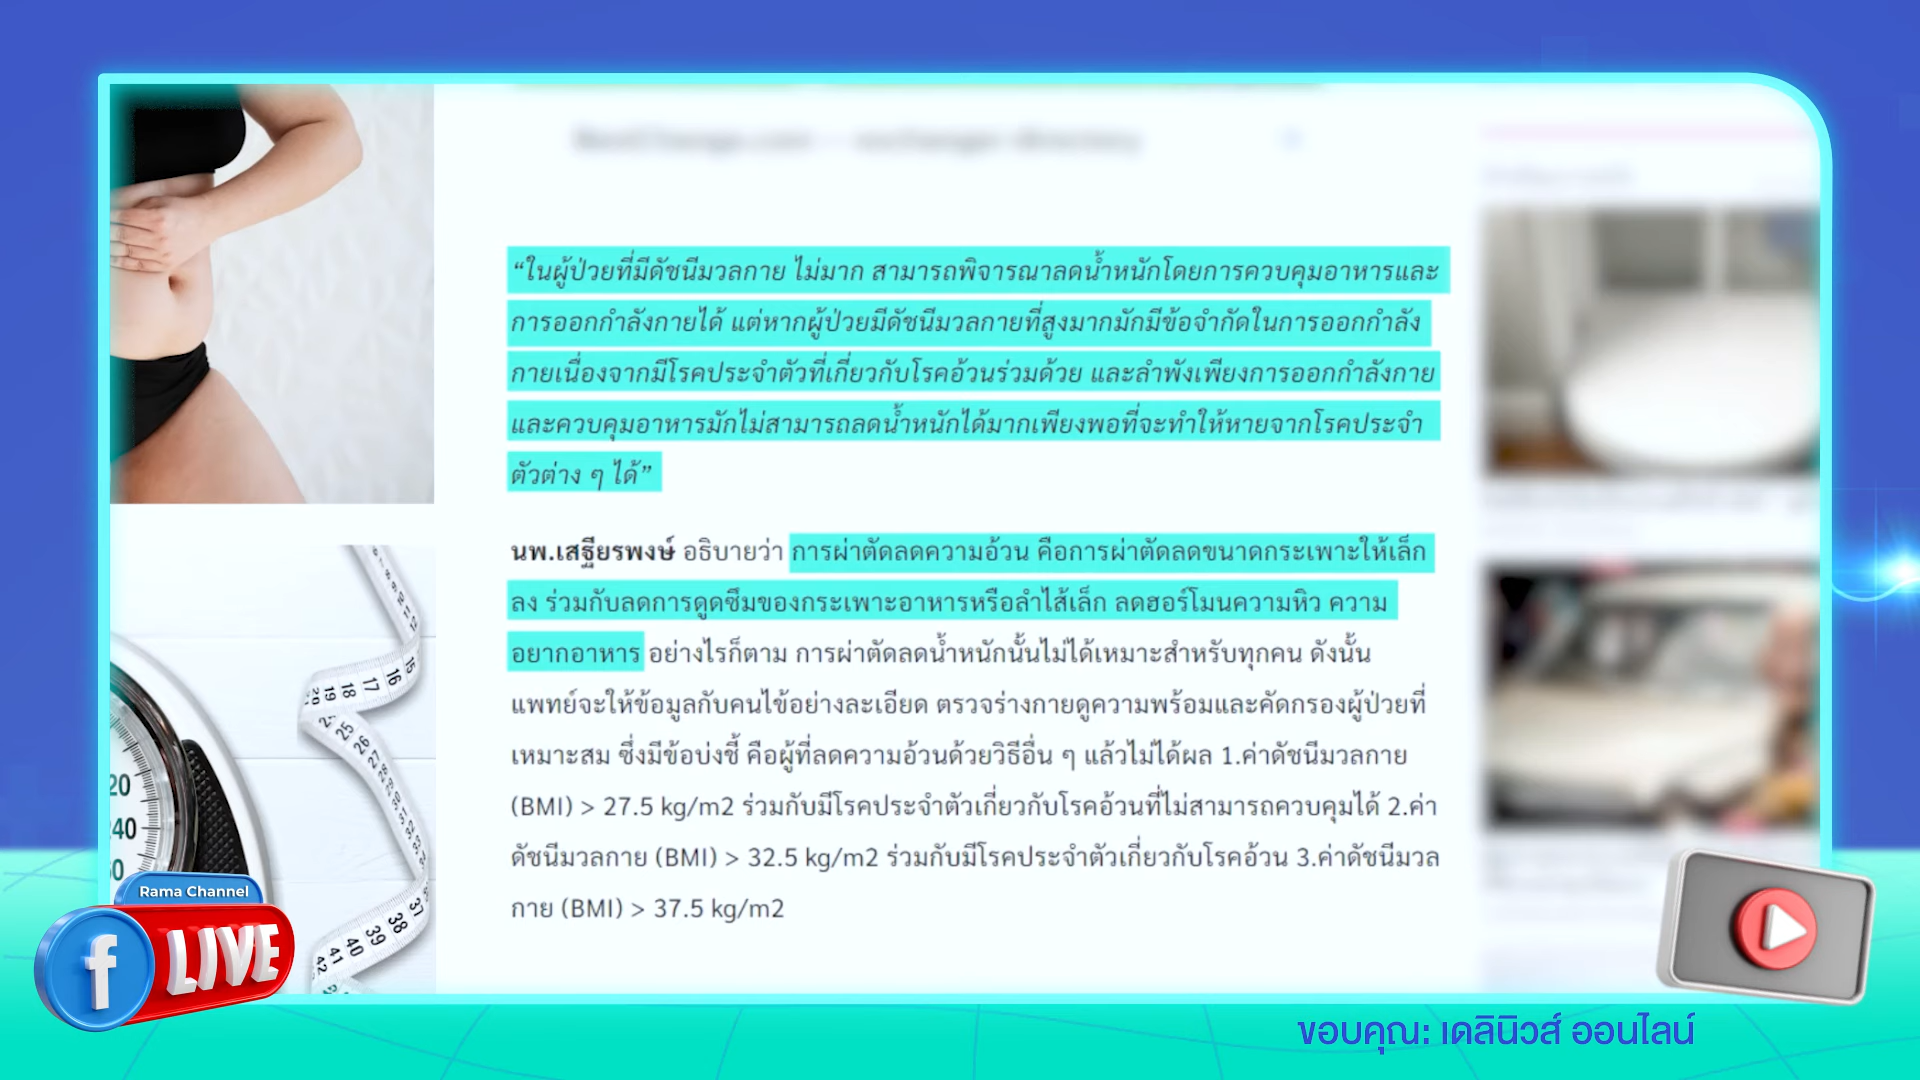 “ในผู้ป่วยที่มีดัชนีมวลกาย ไม่มาก สามารถพิจารณาลดน้ำหนักโดยการควบคุมอาหารและ
การออกกำลังกายได้ แต่หากผู้ป่วยมีดัชนีมวลกายที่สูงมากมักมีข้อจำกัดในการออกกำลัง
กายเนื่องจากมีโรคประจำตัวที่เกี่ยวกับโรคอ้วนร่วมด้วย และลำพังเพียงการออกกำลังกาย
และควบคุมอาหารมักไม่สามารถลดน้ำหนักได้มากเพียงพอที่จะทำให้หายจากโรคประจำ
ตัวต่าง ๆ ได้”
นพ.เสฐียรพงษ์ อธิบายว่า การผ่าตัดลดความอ้วน คือการผ่าตัดลดขนาดกระเพาะให้เล็ก
ลง ร่วมกับลดการดูดซึมของกระเพาะอาหารหรือลำไส้เล็ก ลดฮอร์โมนความหิว ความ
อยากอาหาร อย่างไรก็ตาม การผ่าตัดลดน้ำหนักนั้นไม่ได้เหมาะสำหรับทุกคน ดังนั้น
แพทย์จะให้ข้อมูลกับคนไข้อย่างละเอียด ตรวจร่างกายดูความพร้อมและคัดกรองผู้ป่วยที่
เหมาะสม ซึ่งมีข้อบ่งชี้ คือผู้ที่ลดความอ้วนด้วยวิธีอื่น ๆ แล้วไม่ได้ผล 1.ค่าดัชนีมวลกาย
(BMI) > 27.5 kg/m2 ร่วมกับมีโรคประจำตัวเกี่ยวกับโรคอ้วนที่ไม่สามารถควบคุมได้ 2.ค่า
ดัชนีมวลกาย (BMI) > 32.5 kg/m2 ร่วมกับมีโรคประจำตัวเกี่ยวกับโรคอ้วน 3.ค่าดัชนีมวล
กาย (BMI) > 37.5 kg/m2
Rama Channel
f LIVE
ขอบคุณ: เดลินิวส์ ออนไลน์